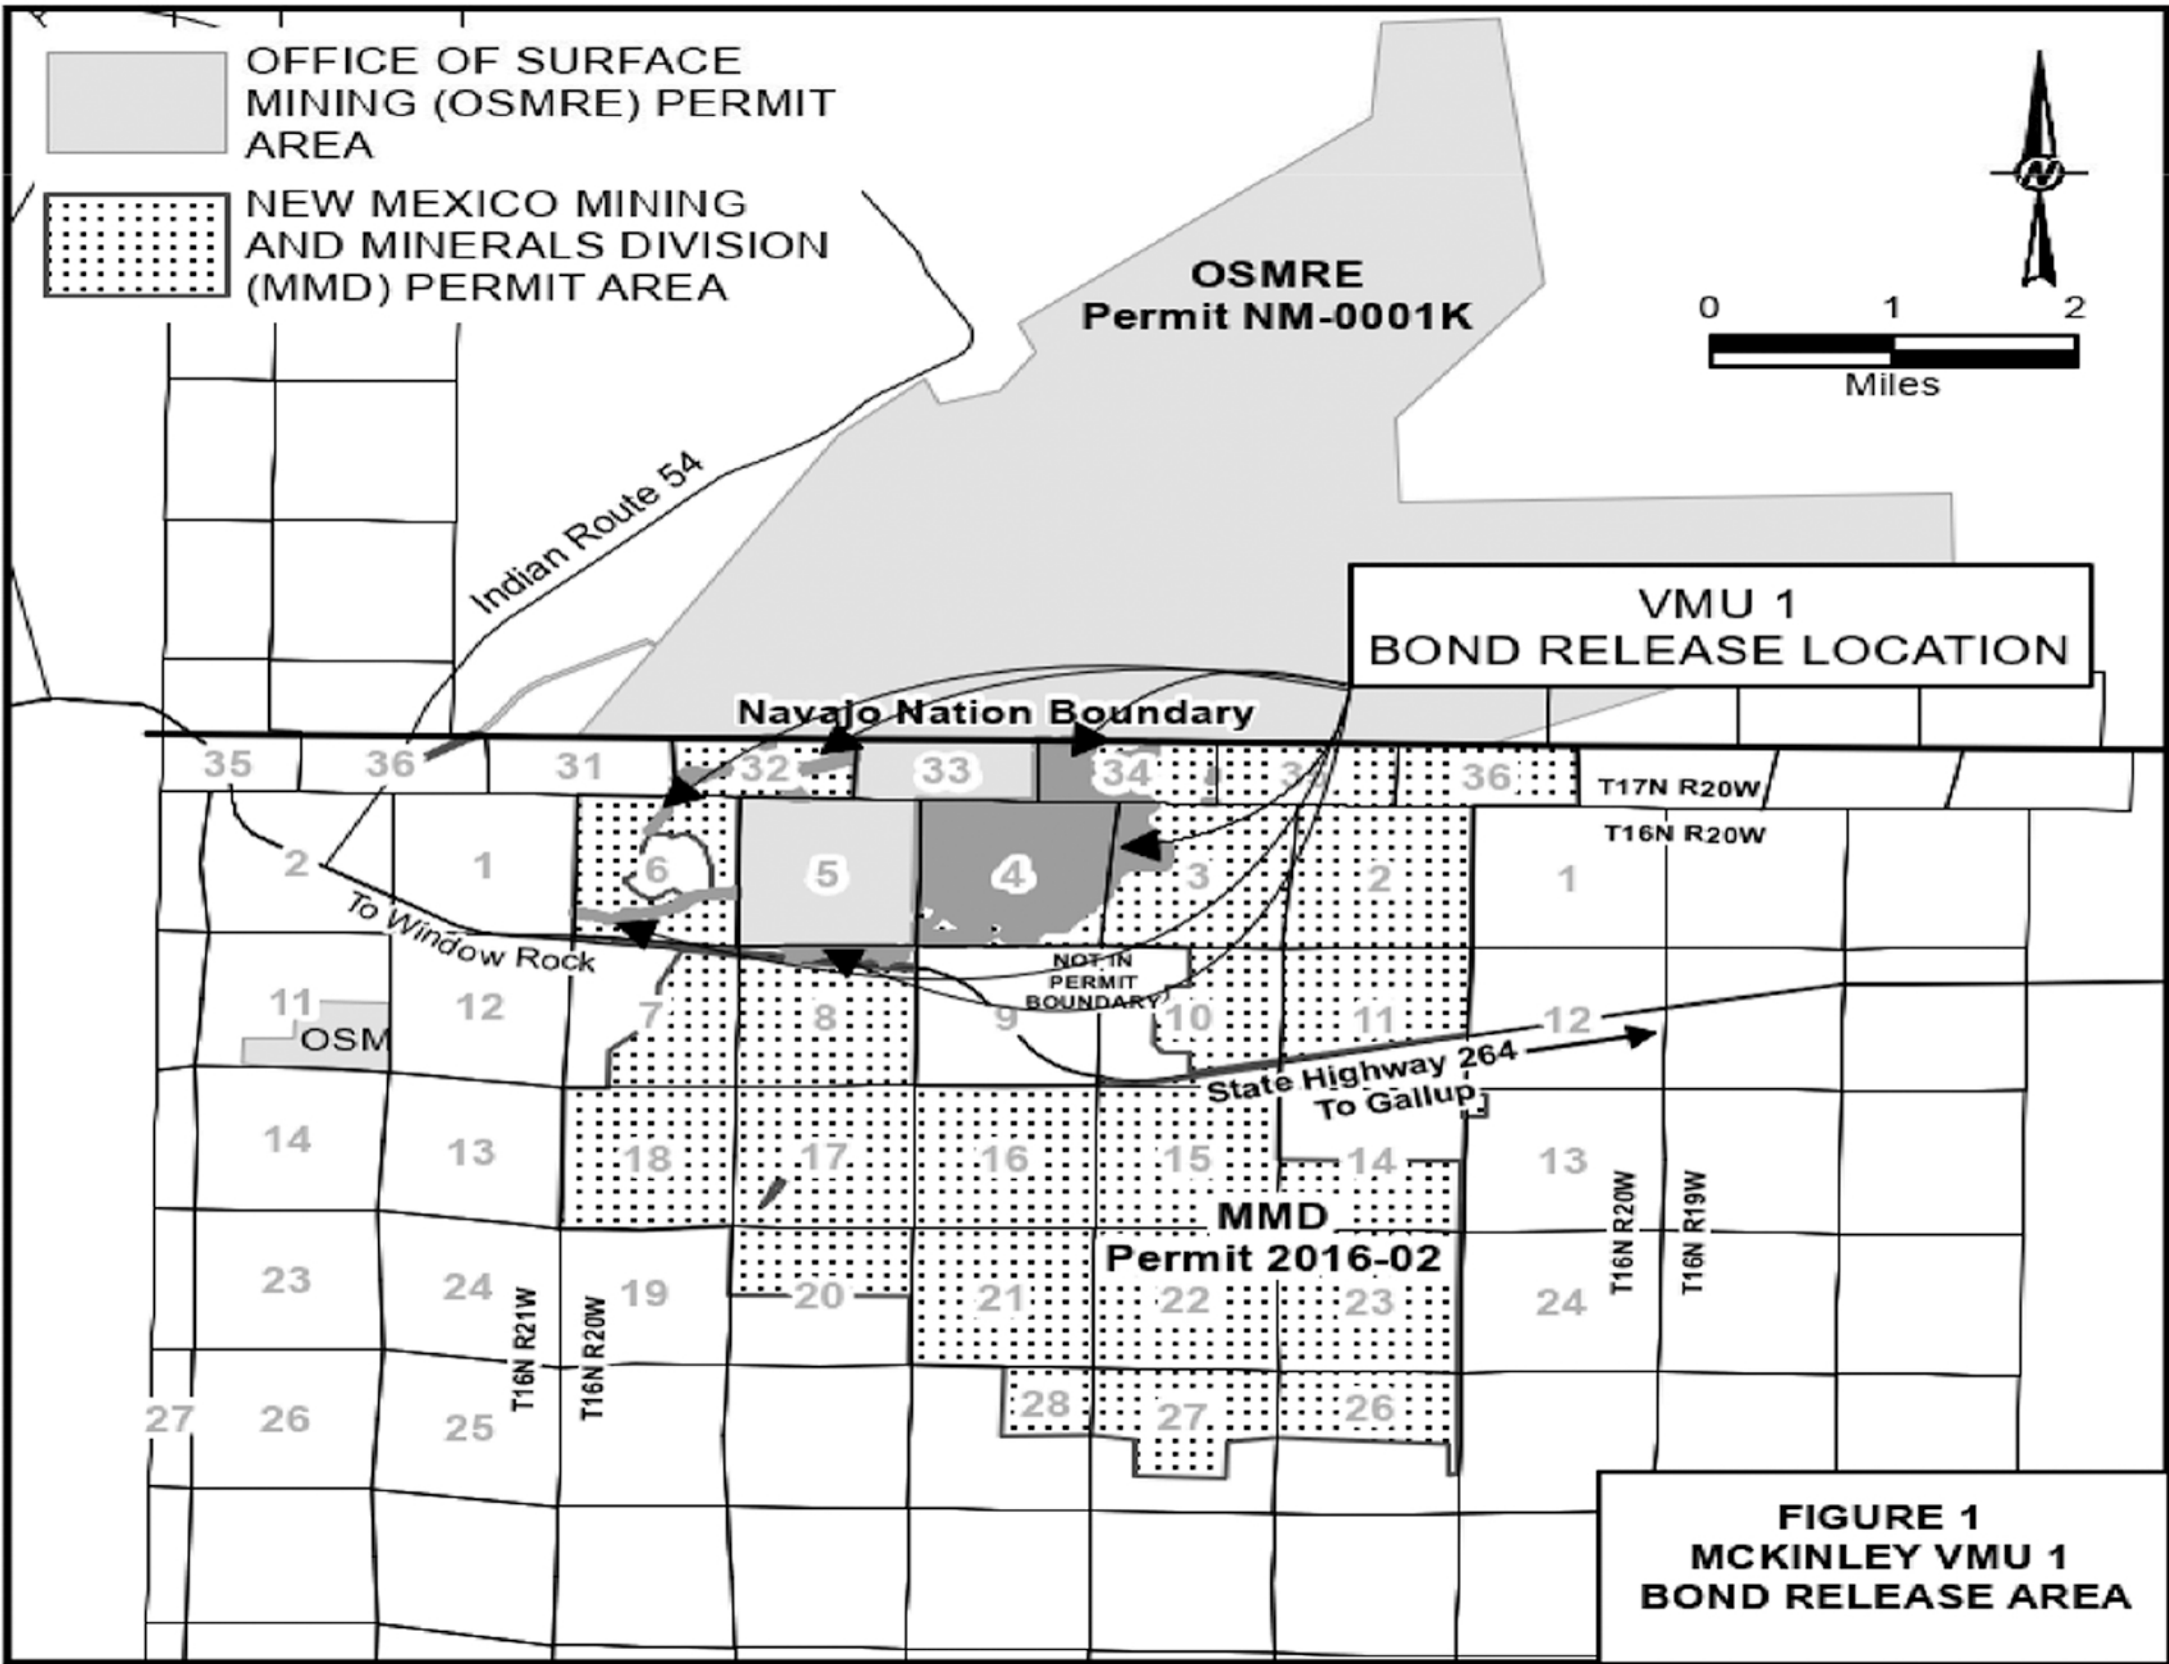 OFFICE OF SURFACE
MINING (OSMRE) PERMIT
AREA
NEW MEXICO MINING
AND MINERALS DIVISION
(MMD) PERMIT AREA
OSMRE
Permit NM-0001K
N
0 1 2
Miles
Indian Route 54
VMU 1
BOND RELEASE LOCATION
Navajo Nation Boundary
35 36 31 32 33 34 35 36
T17N R20W
T16N R20W
2 1 6 5 4 3 2 1
To Window Rock
NOT IN
PERMIT
BOUNDARY
11 12 7 8 9 10 11 12
OSM
State Highway 264
To Gallup
14 13 18 17 16 15 14 13
MMD
Permit 2016-02
T16N R20W
T16N R19W
23 24 19 20 21 22 23 24
T16N R21W
T16N R20W
27 26 25 28 27 26
FIGURE 1
MCKINLEY VMU 1
BOND RELEASE AREA